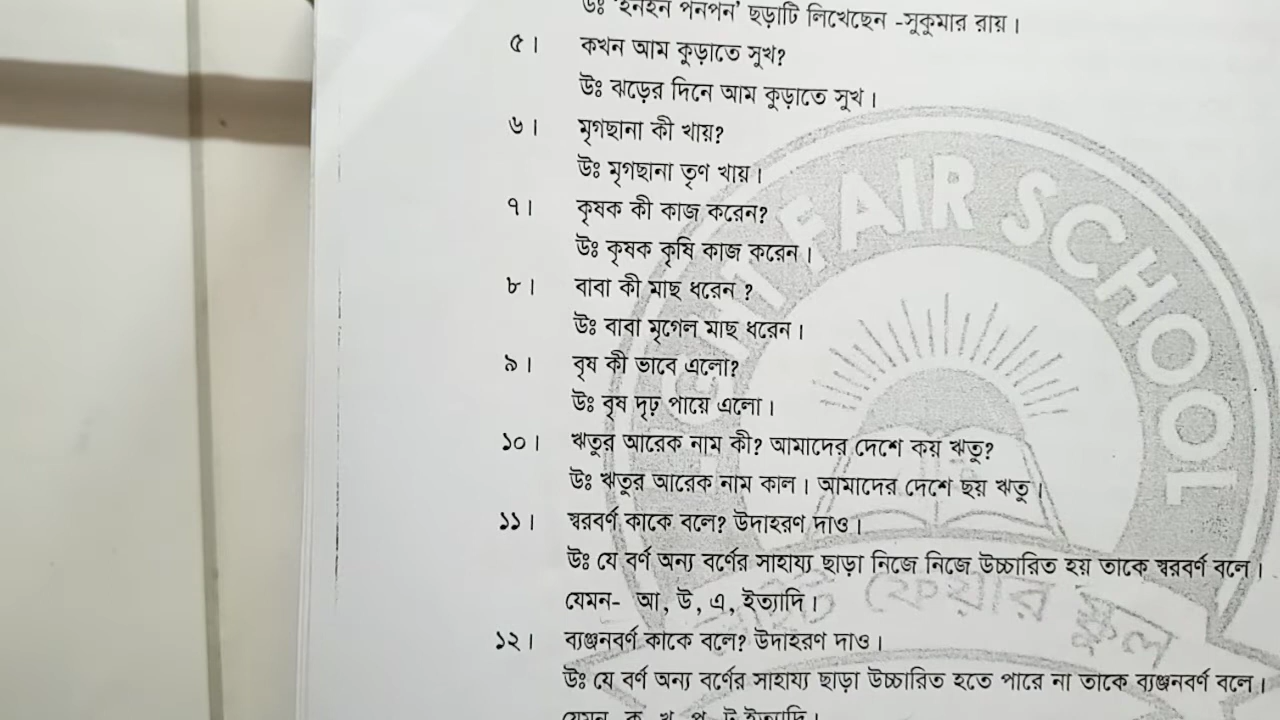 উঃ 'হনহন পনপন' ছড়াটি লিখেছেন -সুকুমার রায়।
৫। কখন আম কুড়াতে সুখ?
উঃ ঝড়ের দিনে আম কুড়াতে সুখ।
৬। মৃগছানা কী খায়?
উঃ মৃগছানা তৃণ খায়।
৭। কৃষক কী কাজ করেন?
উঃ কৃষক কৃষি কাজ করেন।
৮। বাবা কী মাছ ধরেন ?
উঃ বাবা মৃগেল মাছ ধরেন।
৯। বৃষ কী ভাবে এলো?
উঃ বৃষ দৃঢ় পায়ে এলো।
১০। ঋতুর আরেক নাম কী? আমাদের দেশে কয় ঋতু?
উঃ ঋতুর আরেক নাম কাল। আমাদের দেশে ছয় ঋতু।
১১। স্বরবর্ণ কাকে বলে? উদাহরণ দাও।
উঃ যে বর্ণ অন্য বর্ণের সাহায্য ছাড়া নিজে নিজে উচ্চারিত হয় তাকে স্বরবর্ণ বলে।
যেমন- আ, উ, এ, ইত্যাদি।
১২। ব্যঞ্জনবর্ণ কাকে বলে? উদাহরণ দাও।
উঃ যে বর্ণ অন্য বর্ণের সাহায্য ছাড়া উচ্চারিত হতে পারে না তাকে ব্যঞ্জনবর্ণ বলে।
যেমন ক খ প ট ইত্যাদি।
FAIR SCHOOL
ফেয়ার স্কুল